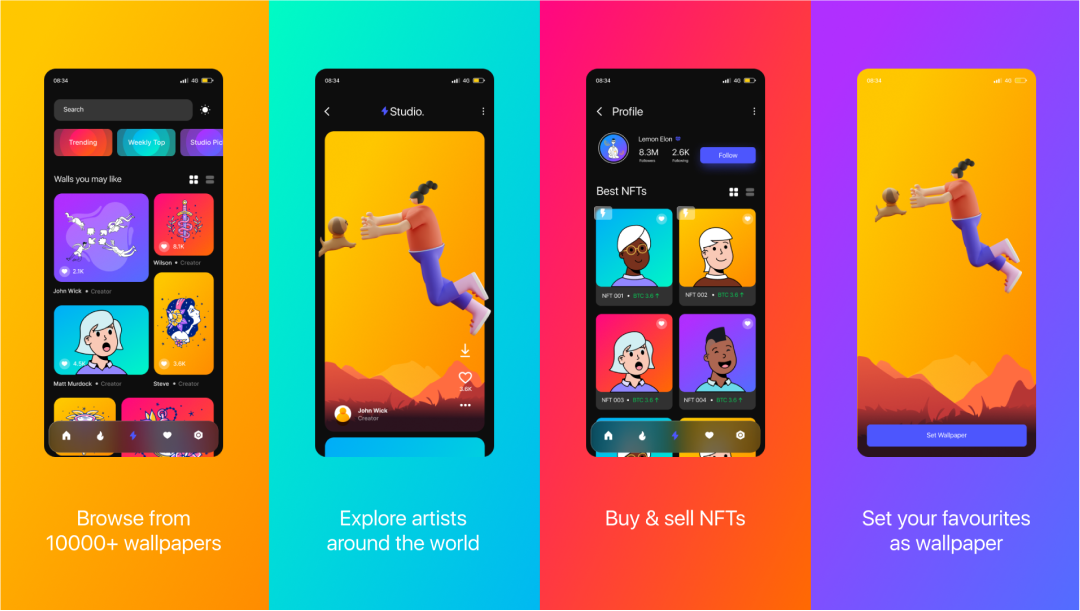 08:34
4G
Search
Trending
Weekly Top
Studio Pic
Walls you may like
2.1K
John Wick • Creator
8.1K
Wilson • Creator
4.5K
Matt Murdock • Creator
3.6K
Steve • Creator
Browse from
10000+ wallpapers
08:34
4G
Studio.
3.6K
John Wick
Creator
Explore artists
around the world
08:34
4G
Profile
Lemon Elon
8.3M
2.6K
Followers
Following
Follow
Best NFTs
NFT 001 • BTC 3.6 ↑
NFT 002 • BTC 3.6 ↑
NFT 003 • BTC 3.6 ↑
NFT 004 • BTC 3.6 ↑
Buy & sell NFTs
08:34
4G
Set Wallpaper
Set your favourites
as wallpaper